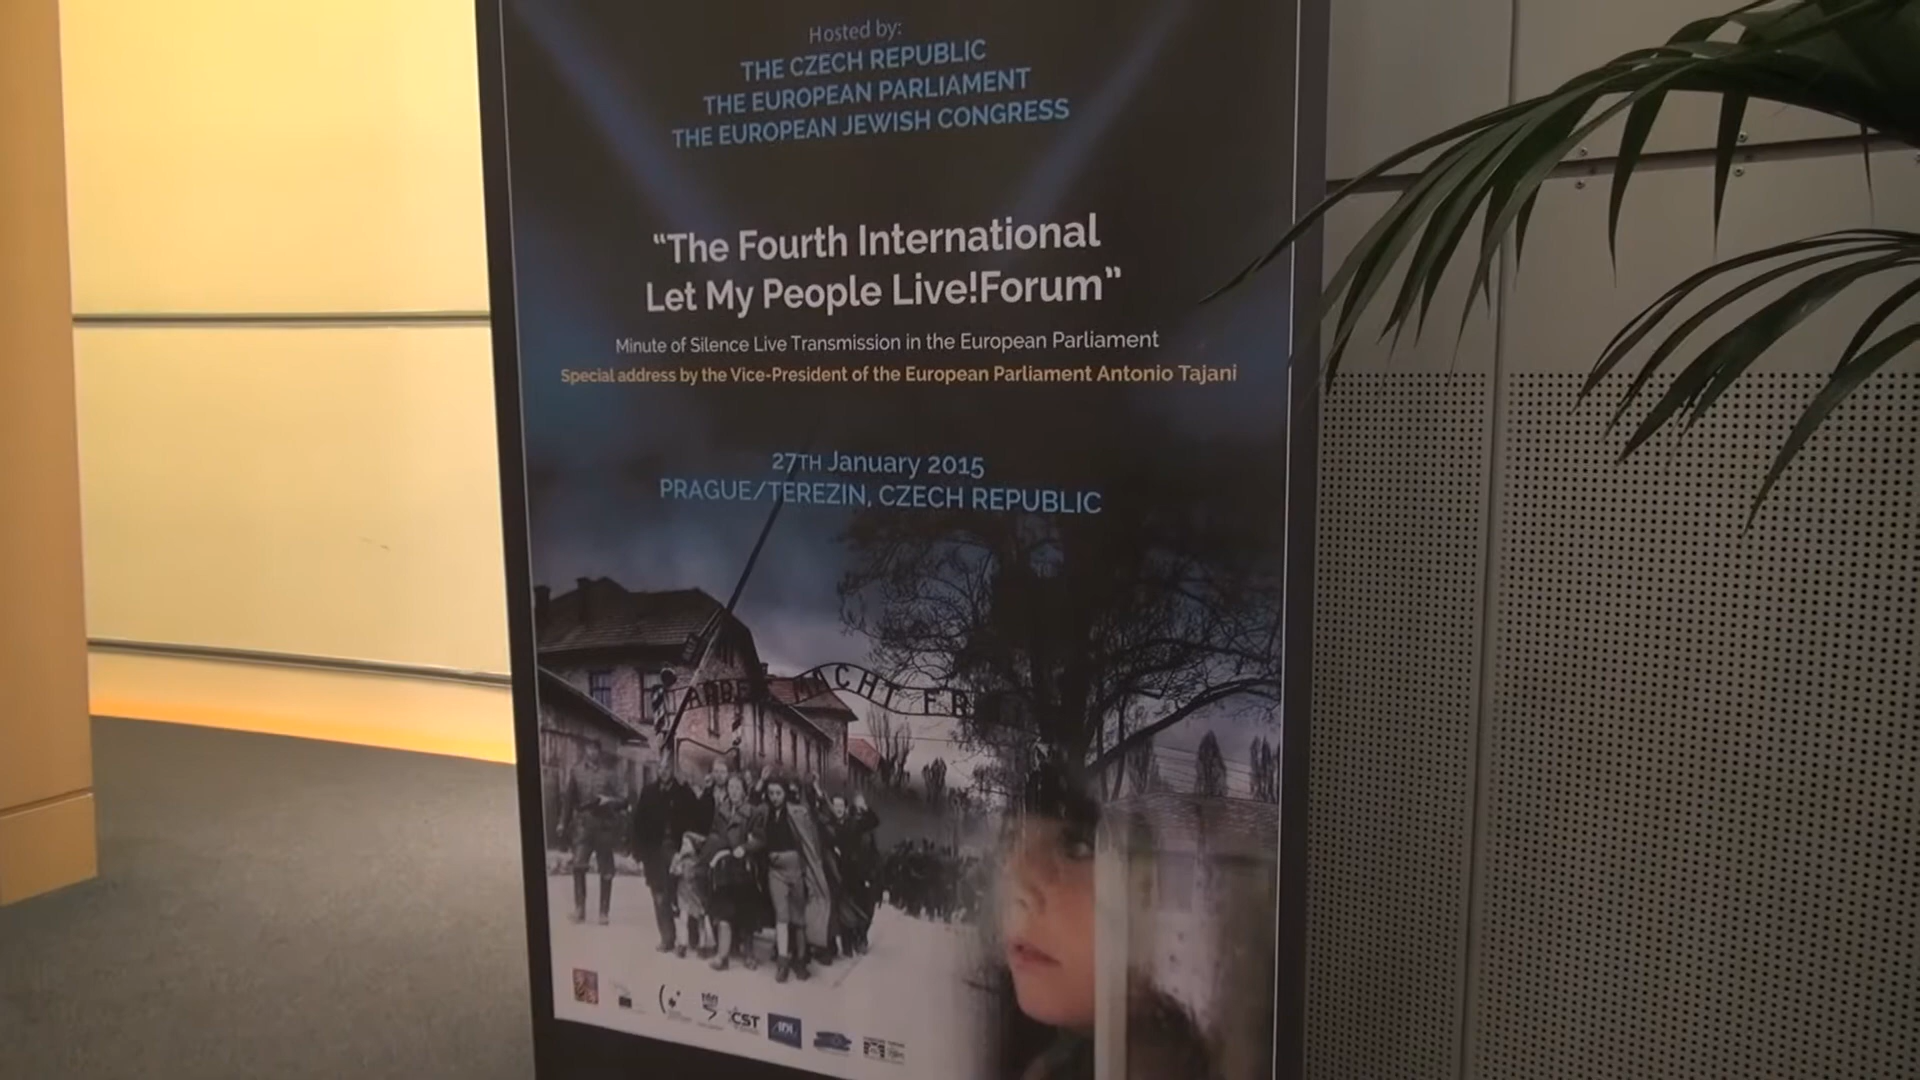 Hosted by:
THE CZECH REPUBLIC
THE EUROPEAN PARLIAMENT
THE EUROPEAN JEWISH CONGRESS
“The Fourth International
Let My People Live!Forum”
Minute of Silence Live Transmission in the European Parliament
Special address by the Vice-President of the European Parliament Antonio Tajani
27TH January 2015
PRAGUE/TEREZIN, CZECH REPUBLIC
MACHT
ČST